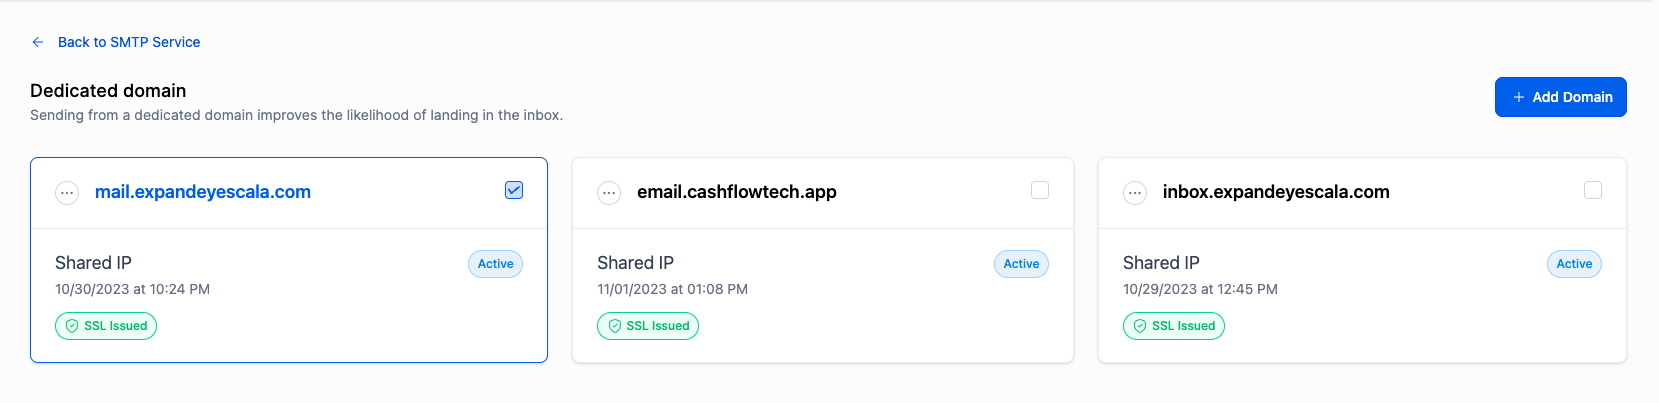 Back to SMTP Service
Dedicated domain
Sending from a dedicated domain improves the likelihood of landing in the inbox.
+ Add Domain
mail.expandeyescala.com
Shared IP
Active
10/30/2023 at 10:24 PM
SSL Issued
email.cashflowtech.app
Shared IP
Active
11/01/2023 at 01:08 PM
SSL Issued
inbox.expandeyescala.com
Shared IP
Active
10/29/2023 at 12:45 PM
SSL Issued